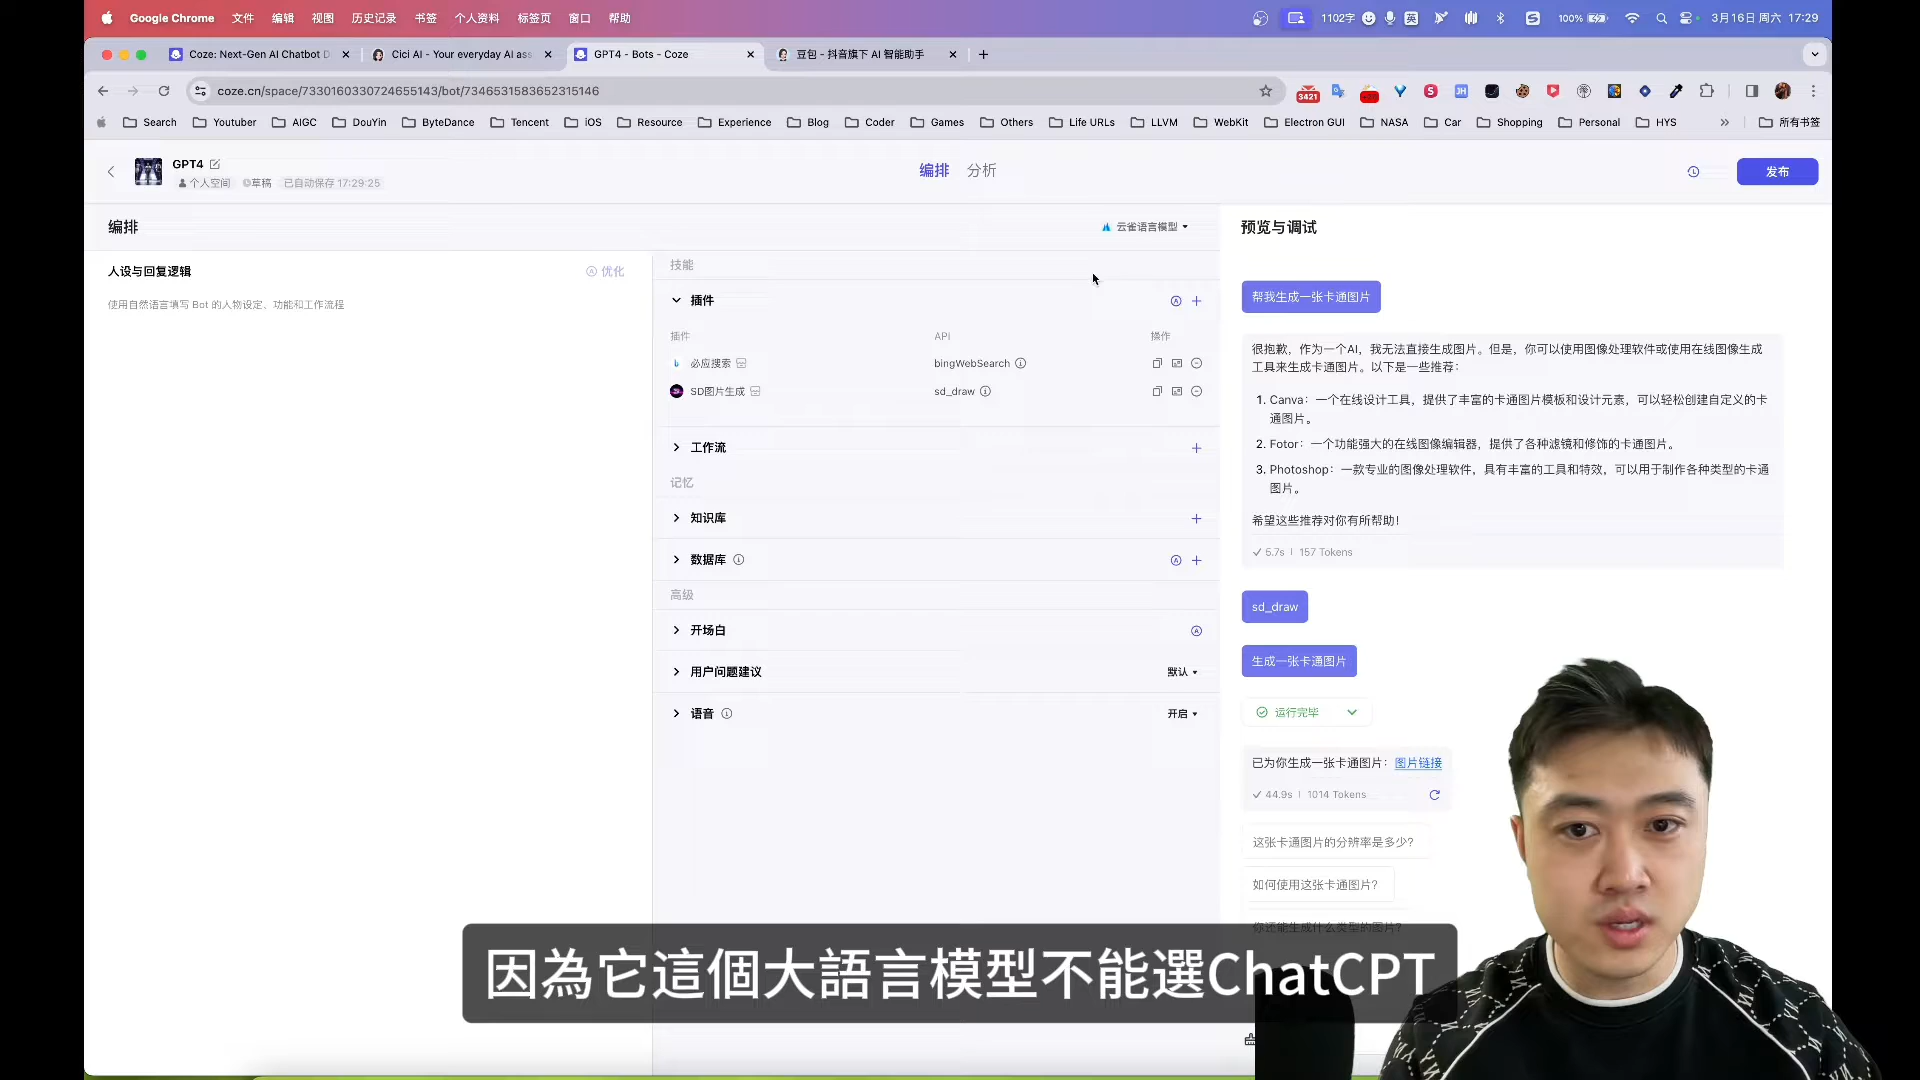 Google Chrome 文件 编辑 视图 历史记录 书签 个人资料 标签页 窗口 帮助 1102字 英 100% 3月16日 周六 17:29
Coze: Next-Gen AI Chatbot D
Cici AI - Your everyday AI ass
GPT4 - Bots - Coze
豆包 - 抖音旗下 AI 智能助手
coze.cn/space/7330160330724655143/bot/7346531583652315146
3421
JH
Search Youtuber AIGC DouYin ByteDance Tencent iOS Resource Experience Blog Coder Games Others Life URLs LLVM WebKit Electron GUI NASA Car Shopping Personal HYS 所有书签
GPT4
个人空间 草稿 已自动保存 17:29:25
编排 分析
发布
编排
云雀语言模型
人设与回复逻辑
优化
使用自然语言填写 Bot 的人物设定、功能和工作流程
技能
插件
插件 API 操作
必应搜索 bingWebSearch
SD图片生成 sd_draw
工作流
记忆
知识库
数据库
高级
开场白
用户问题建议 默认
语音 开启
预览与调试
帮我生成一张卡通图片
很抱歉，作为一个AI，我无法直接生成图片。但是，你可以使用图像处理软件或使用在线图像生成
工具来生成卡通图片。以下是一些推荐：
1. Canva：一个在线设计工具，提供了丰富的卡通图片模板和设计元素，可以轻松创建自定义的卡
通图片。
2. Fotor：一个功能强大的在线图像编辑器，提供了各种滤镜和修饰的卡通图片。
3. Photoshop：一款专业的图像处理软件，具有丰富的工具和特效，可以用于制作各种类型的卡通
图片。
希望这些推荐对你有所帮助！
5.7s | 157 Tokens
sd_draw
生成一张卡通图片
运行完毕
已为你生成一张卡通图片：图片链接
44.9s | 1014 Tokens
这张卡通图片的分辨率是多少？
如何使用这张卡通图片？
你还能生成什么类型的图片？
因為它這個大語言模型不能選ChatCPT